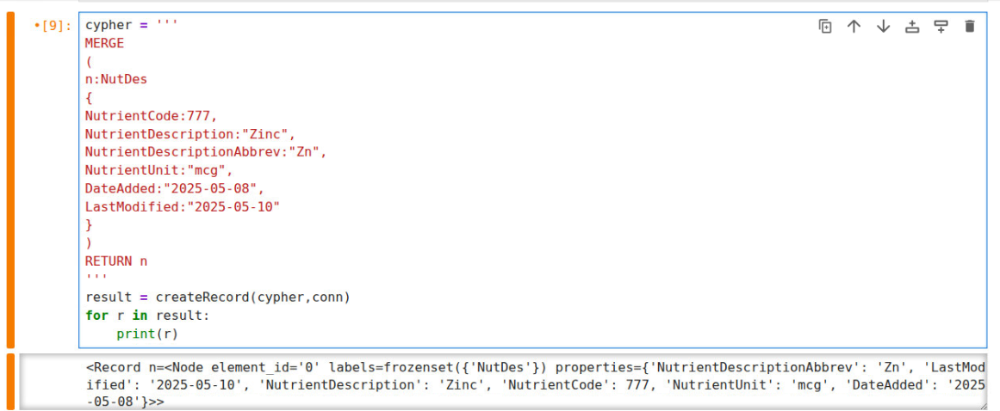 •[9]: cypher = '''
MERGE
(
n:NutDes
{
NutrientCode:777,
NutrientDescription:"Zinc",
NutrientDescriptionAbbrev:"Zn",
NutrientUnit:"mcg",
DateAdded:"2025-05-08",
LastModified:"2025-05-10"
}
)
RETURN n
'''
result = createRecord(cypher,conn)
for r in result:
    print(r)
<Record n=<Node element_id='0' labels=frozenset({'NutDes'}) properties={'NutrientDescriptionAbbrev': 'Zn', 'LastMod
ified': '2025-05-10', 'NutrientDescription': 'Zinc', 'NutrientCode': 777, 'NutrientUnit': 'mcg', 'DateAdded': '2025
-05-08'}>>